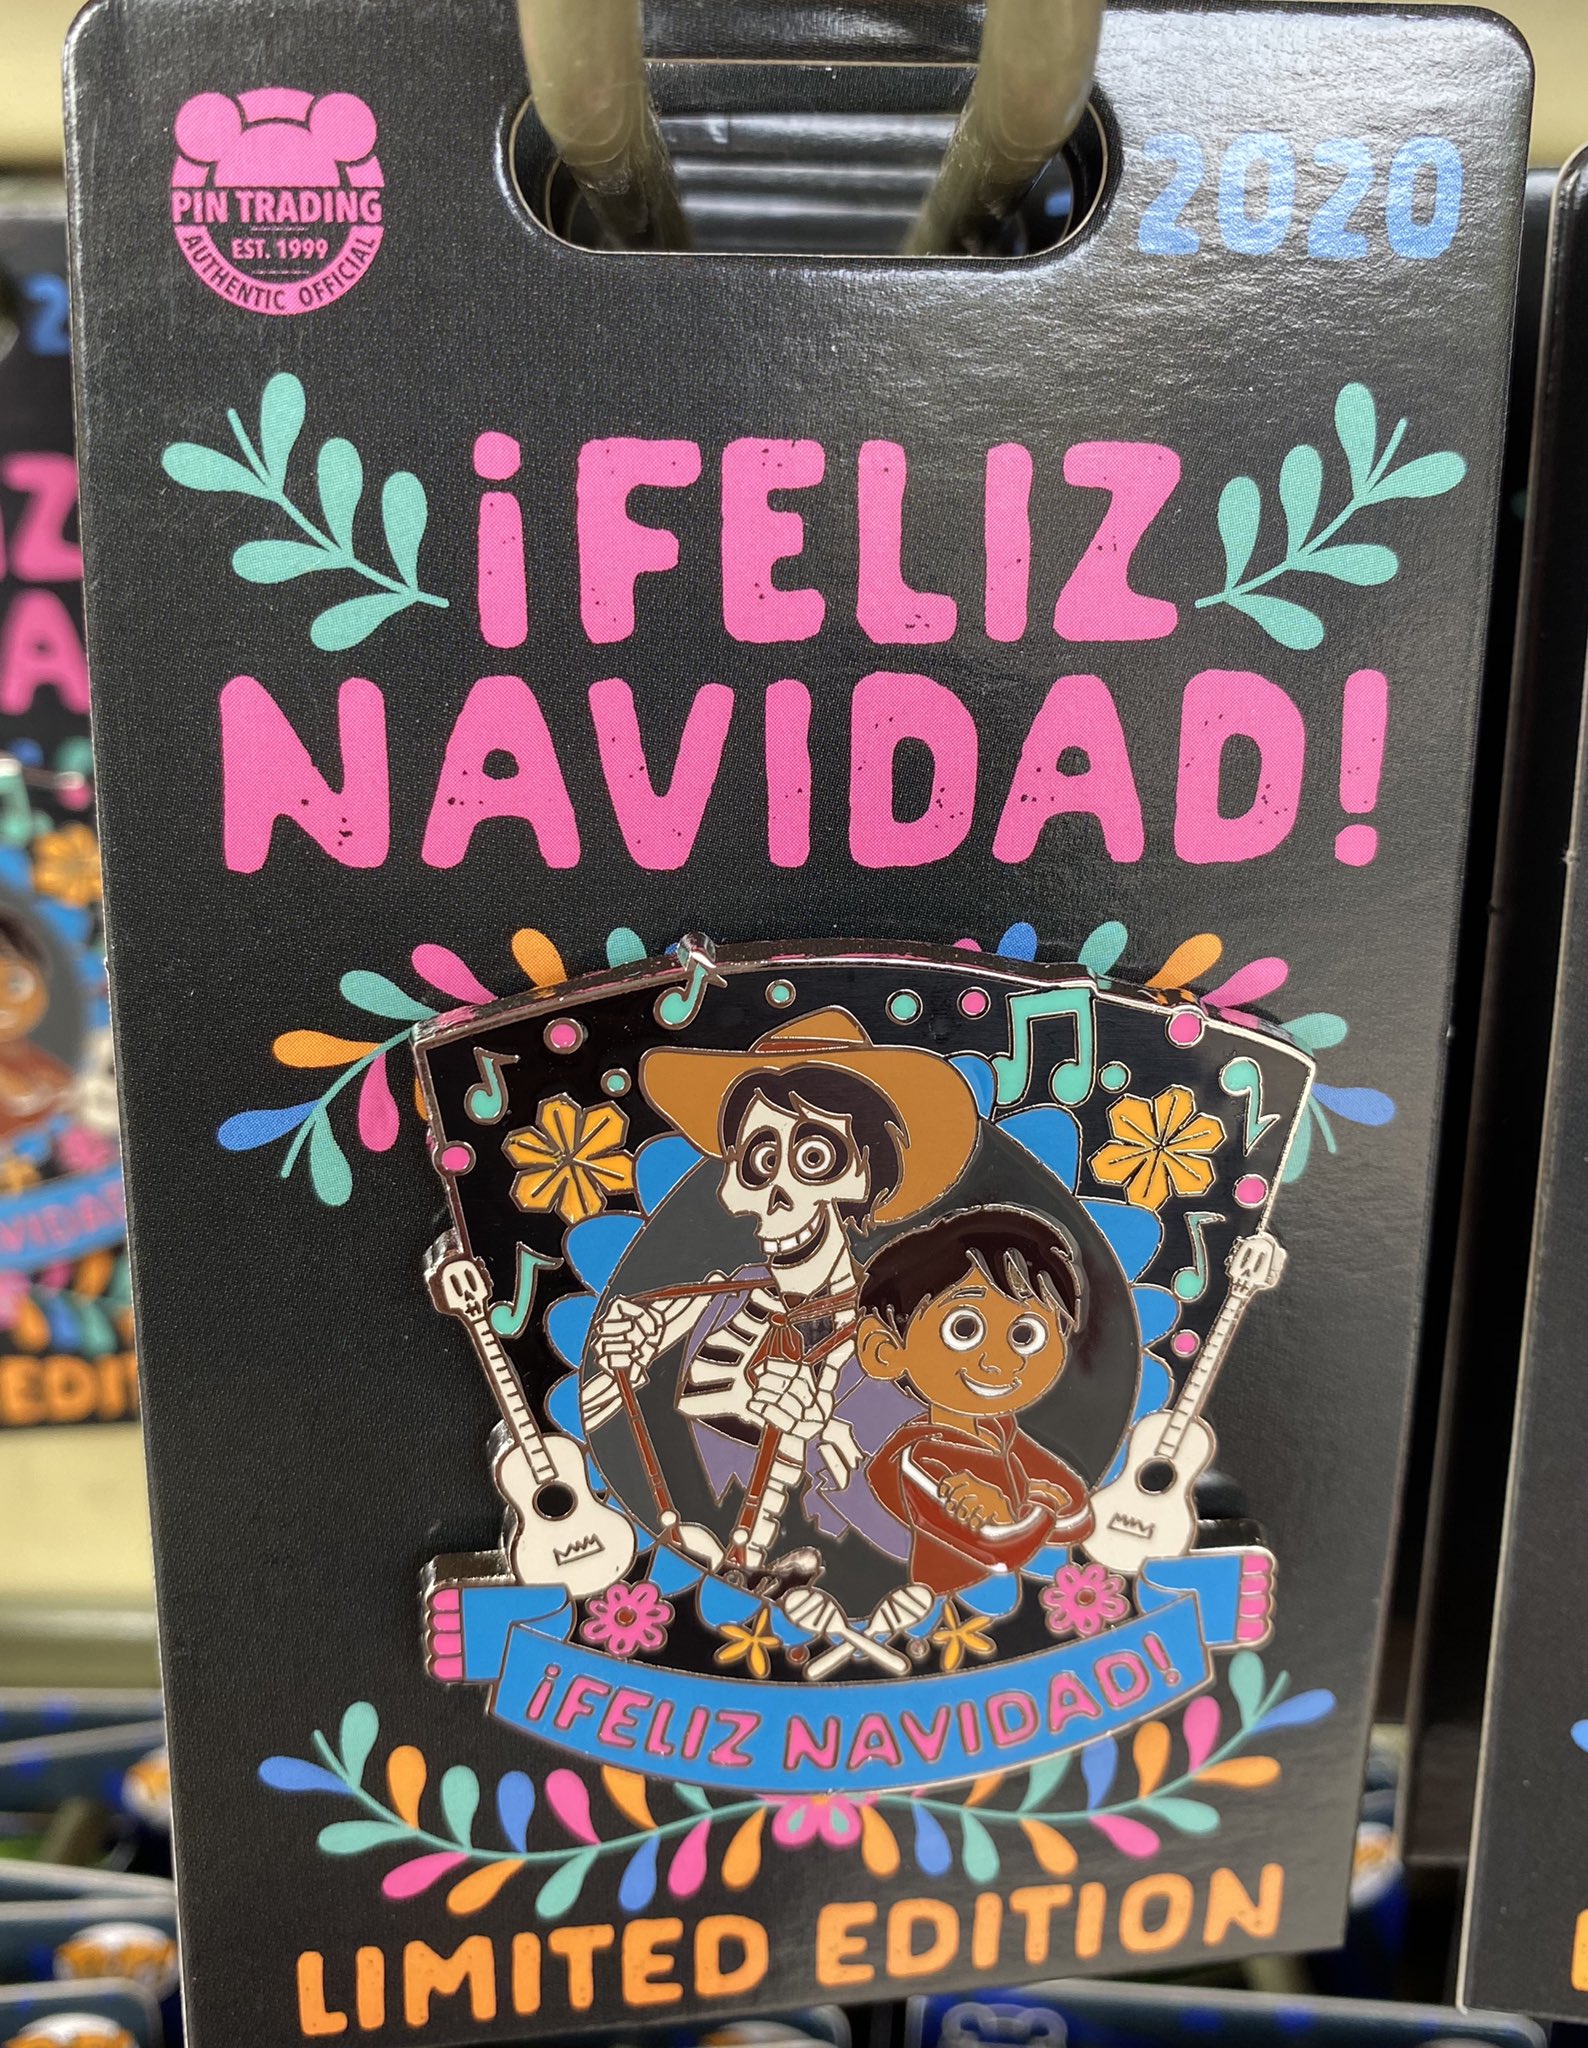 PIN TRADING
EST. 1999
AUTHENTIC OFFICIAL
2020
¡FELIZ
NAVIDAD!
¡FELIZ NAVIDAD!
LIMITED EDITION